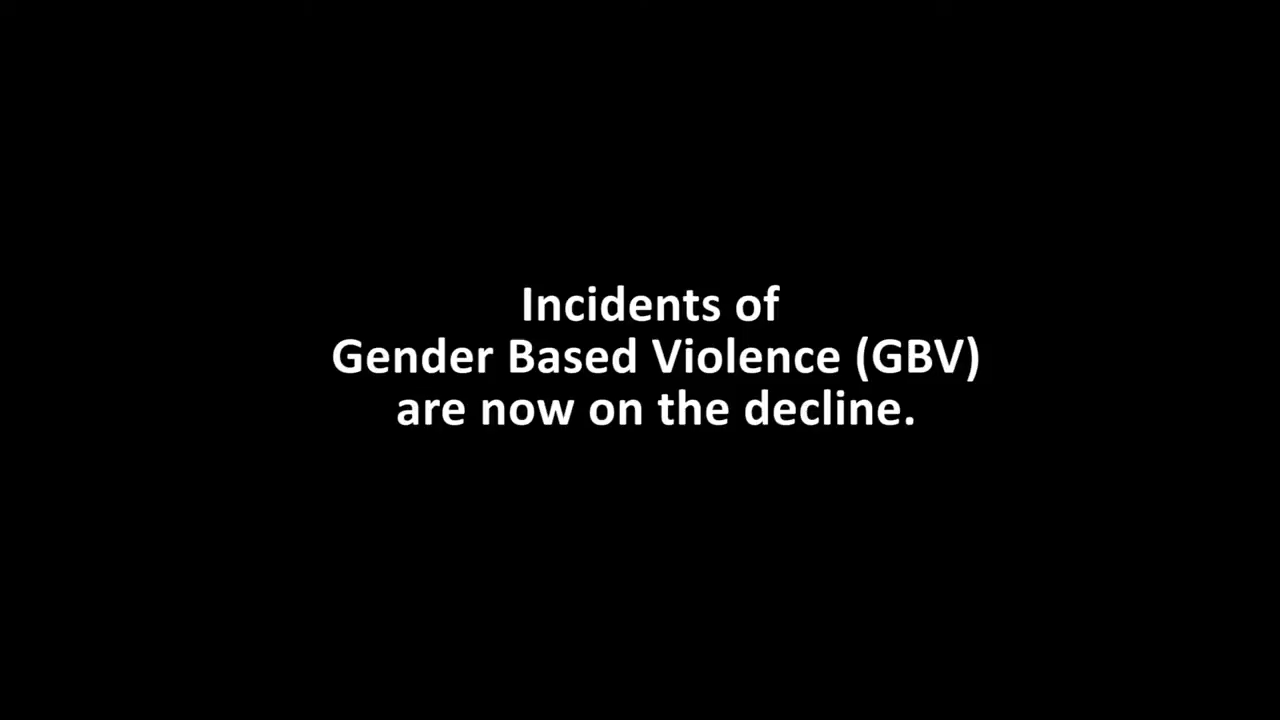 Incidents of
Gender Based Violence (GBV)
are now on the decline.